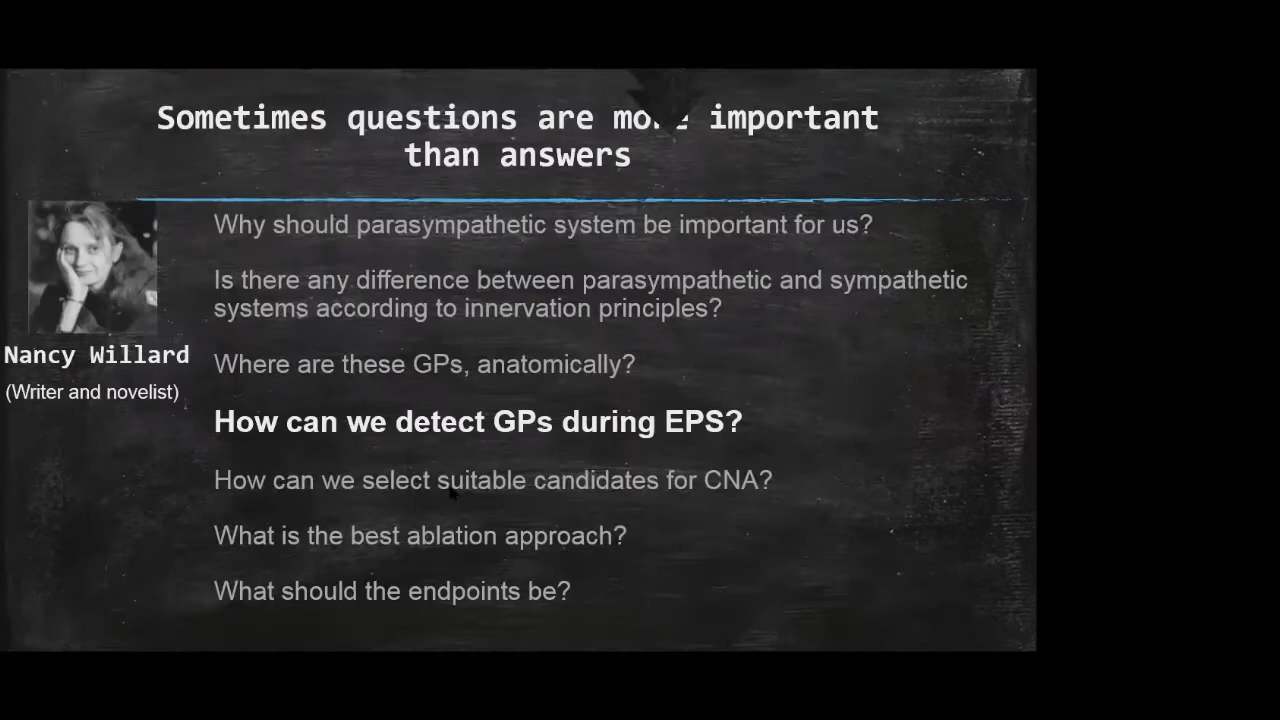 Sometimes questions are more important
than answers
Why should parasympathetic system be important for us?
Is there any difference between parasympathetic and sympathetic
systems according to innervation principles?
Nancy Willard
(Writer and novelist)
Where are these GPs, anatomically?
How can we detect GPs during EPS?
How can we select suitable candidates for CNA?
What is the best ablation approach?
What should the endpoints be?